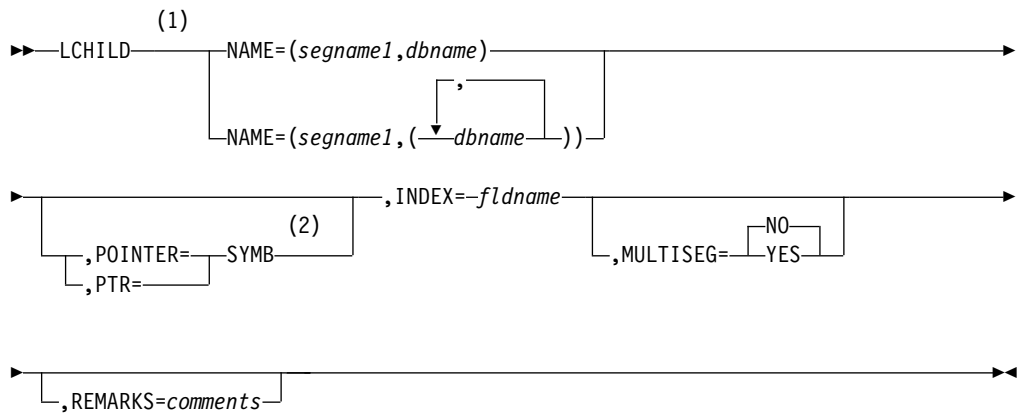 (1)
LCHILD NAME=(segname1,dbname)
,
NAME=(segname1,(dbname))
,INDEX=fldname
(2) NO
,POINTER= SYMB ,MULTISEG= YES
,PTR=
,REMARKS=comments